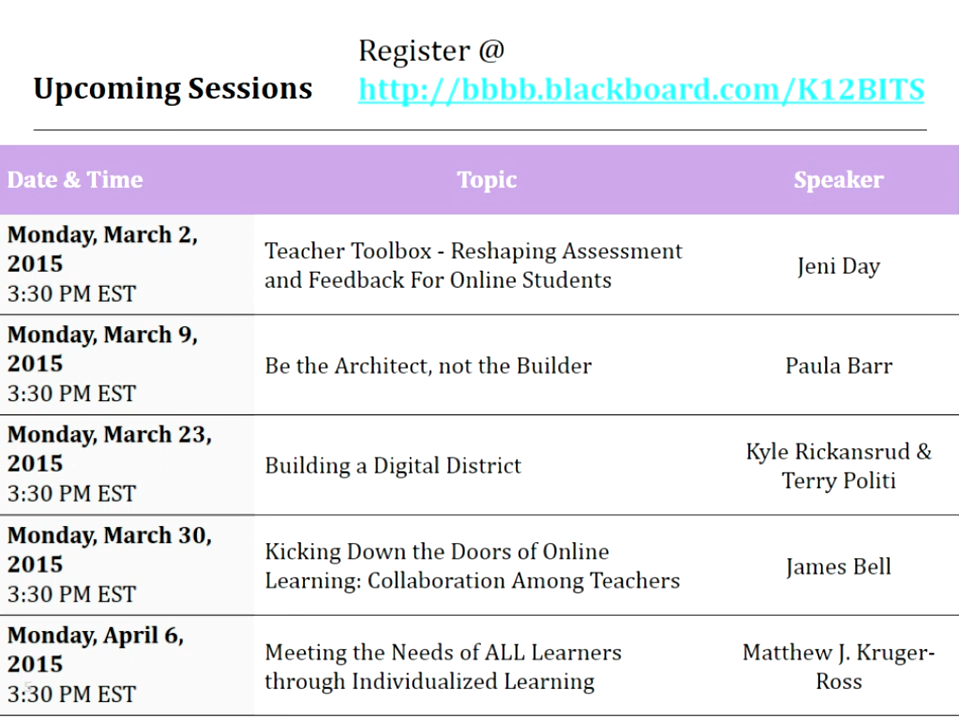 Register @
Upcoming Sessions
http://bbbb.blackboard.com/K12BITS
Date & Time
Topic
Speaker
Monday, March 2,
2015
3:30 PM EST
Teacher Toolbox - Reshaping Assessment
and Feedback For Online Students
Jeni Day
Monday, March 9,
2015
3:30 PM EST
Be the Architect, not the Builder
Paula Barr
Monday, March 23,
2015
3:30 PM EST
Building a Digital District
Kyle Rickansrud &
Terry Politi
Monday, March 30,
2015
3:30 PM EST
Kicking Down the Doors of Online
Learning: Collaboration Among Teachers
James Bell
Monday, April 6,
2015
3:30 PM EST
Meeting the Needs of ALL Learners
through Individualized Learning
Matthew J. Kruger-
Ross